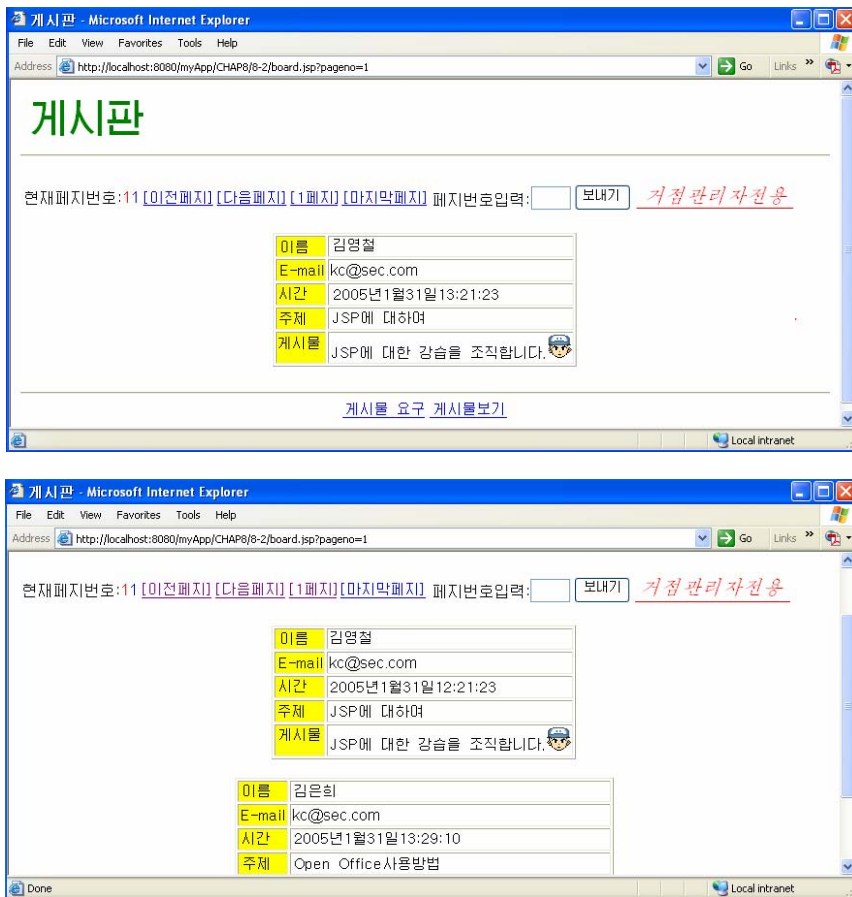 게시판 - Microsoft Internet Explorer
File Edit View Favorites Tools Help
Address http://localhost:8080/myApp/CHAP8/8-2/board.jsp?pageno=1 Go Links »
게시판
현재페지번호:11 [이전페지] [다음페지] [1페지] [마지막페지] 페지번호입력: 보내기 거점관리자전용
이름 김영철
E-mail kc@sec.com
시간 2005년1월31일13:21:23
주제 JSP에 대하여
게시물 JSP에 대한 강습을 조직합니다.
게시물 요구 게시물보기
Local intranet
게시판 - Microsoft Internet Explorer
File Edit View Favorites Tools Help
Address http://localhost:8080/myApp/CHAP8/8-2/board.jsp?pageno=1 Go Links »
현재페지번호:11 [이전페지] [다음페지] [1페지] [마지막페지] 페지번호입력: 보내기 거점관리자전용
이름 김영철
E-mail kc@sec.com
시간 2005년1월31일12:21:23
주제 JSP에 대하여
게시물 JSP에 대한 강습을 조직합니다.
이름 김은희
E-mail kc@sec.com
시간 2005년1월31일13:29:10
주제 Open Office사용방법
Done Local intranet